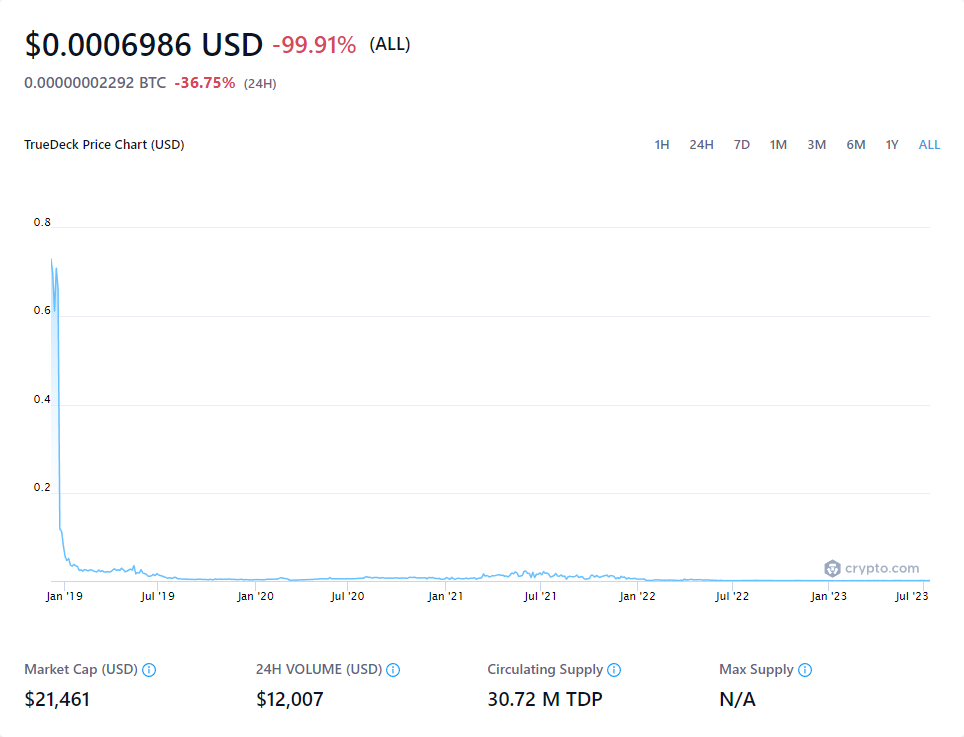 $0.0006986 USD -99.91% (ALL)
0.00000002292 BTC -36.75% (24H)
TrueDeck Price Chart (USD) 1H 24H 7D 1M 3M 6M 1Y ALL
0.8
0.6
0.4
0.2
crypto.com
Jan '19 Jul '19 Jan '20 Jul '20 Jan '21 Jul '21 Jan '22 Jul '22 Jan '23 Jul '23
Market Cap (USD) 24H VOLUME (USD) Circulating Supply Max Supply
$21,461 $12,007 30.72 M TDP N/A